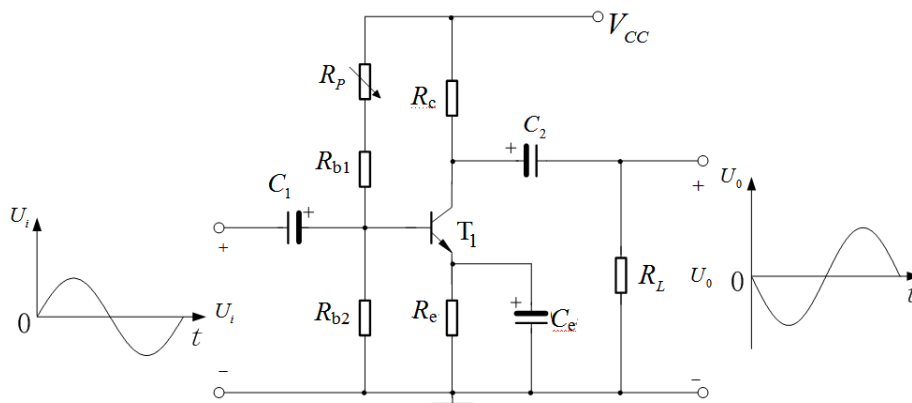 V_CC
R_P
R_c
C_2
+
R_b1
C_1
+
U_i
+
T_1
+
U_0
0
t
U_i
R_b2
R_e
+
C_e
R_L
U_0
0
t
−
−